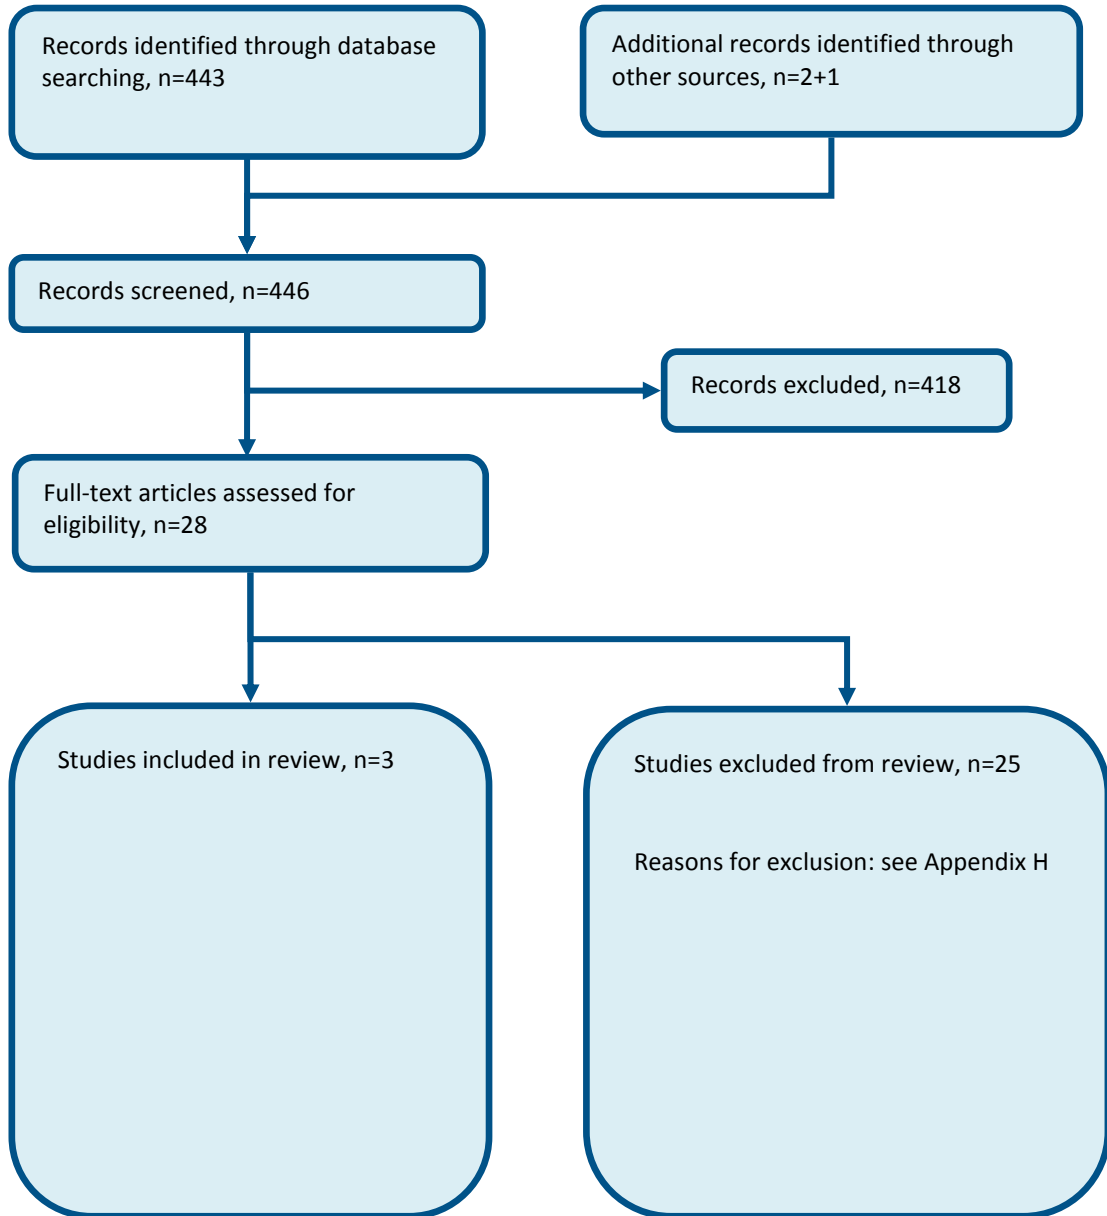 Records identified through database
searching, n=443
Additional records identified through
other sources, n=2+1
Records screened, n=446
Records excluded, n=418
Full-text articles assessed for
eligibility, n=28
Studies included in review, n=3
Studies excluded from review, n=25
Reasons for exclusion: see Appendix H